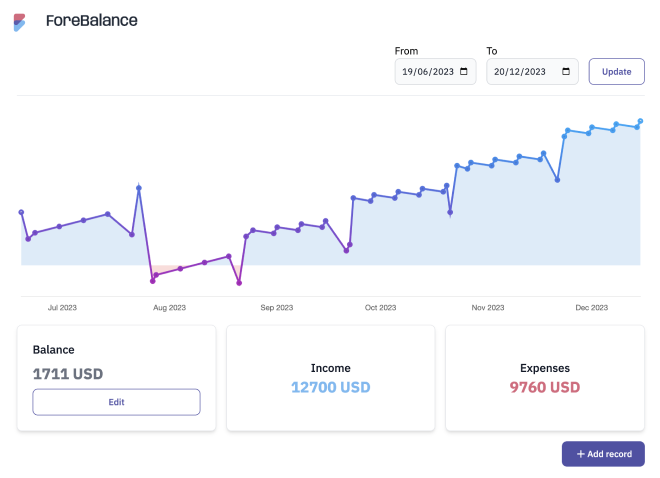 ForeBalance
From
To
19/06/2023
20/12/2023
Update
Jul 2023
Aug 2023
Sep 2023
Oct 2023
Nov 2023
Dec 2023
Balance
1711 USD
Edit
Income
12700 USD
Expenses
9760 USD
+ Add record